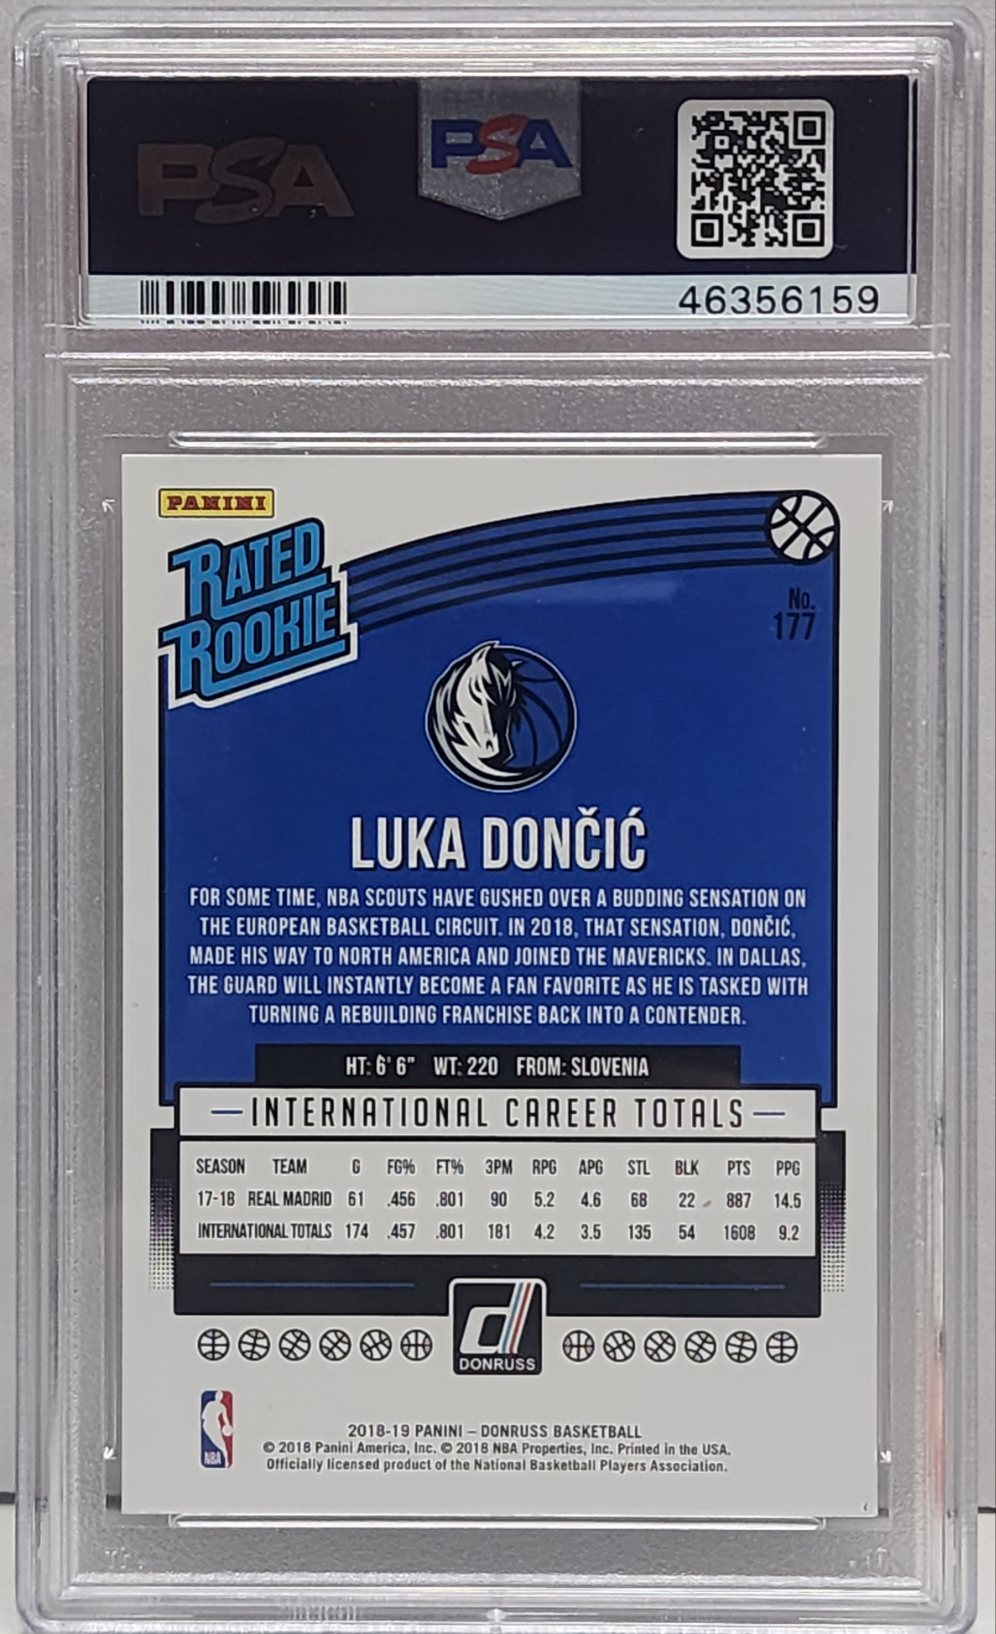 PSA
PSA
46356159
PANINI
RATED
ROOKIE
No.
177
LUKA DONČIĆ
FOR SOME TIME, NBA SCOUTS HAVE GUSHED OVER A BUDDING SENSATION ON
THE EUROPEAN BASKETBALL CIRCUIT. IN 2018, THAT SENSATION, DONČIĆ,
MADE HIS WAY TO NORTH AMERICA AND JOINED THE MAVERICKS. IN DALLAS,
THE GUARD WILL INSTANTLY BECOME A FAN FAVORITE AS HE IS TASKED WITH
TURNING A REBUILDING FRANCHISE BACK INTO A CONTENDER.
HT: 6' 6" WT: 220 FROM: SLOVENIA
INTERNATIONAL CAREER TOTALS
SEASON TEAM G FG% FT% 3PM RPG APG STL BLK PTS PPG
17-18 REAL MADRID 61 .456 .801 90 5.2 4.6 68 22 887 14.5
INTERNATIONAL TOTALS 174 .457 .801 181 4.2 3.5 135 54 1608 9.2
d
DONRUSS
NBA
2018-19 PANINI – DONRUSS BASKETBALL
© 2018 Panini America, Inc. © 2018 NBA Properties, Inc. Printed in the USA.
Officially licensed product of the National Basketball Players Association.